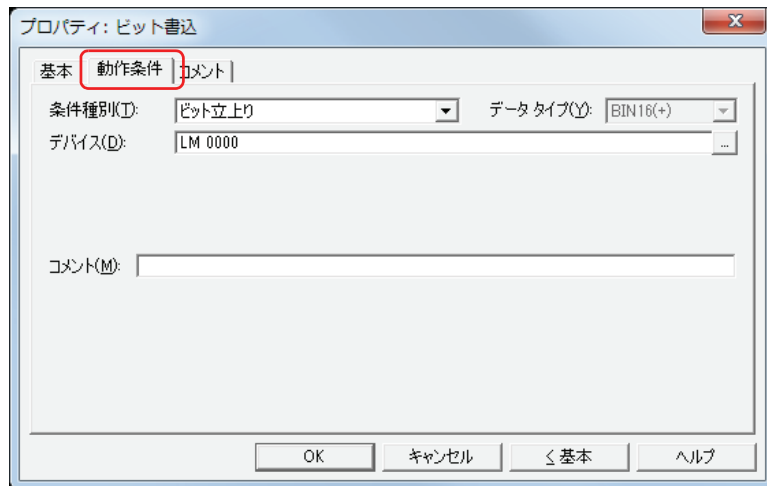 プロパティ: ビット書込
基本 動作条件 コメント
条件種別(T): ビット立上り データ タイプ(Y): BIN16(+)
デバイス(D): LM 0000 ...
コメント(M):
OK キャンセル < 基本 ヘルプ